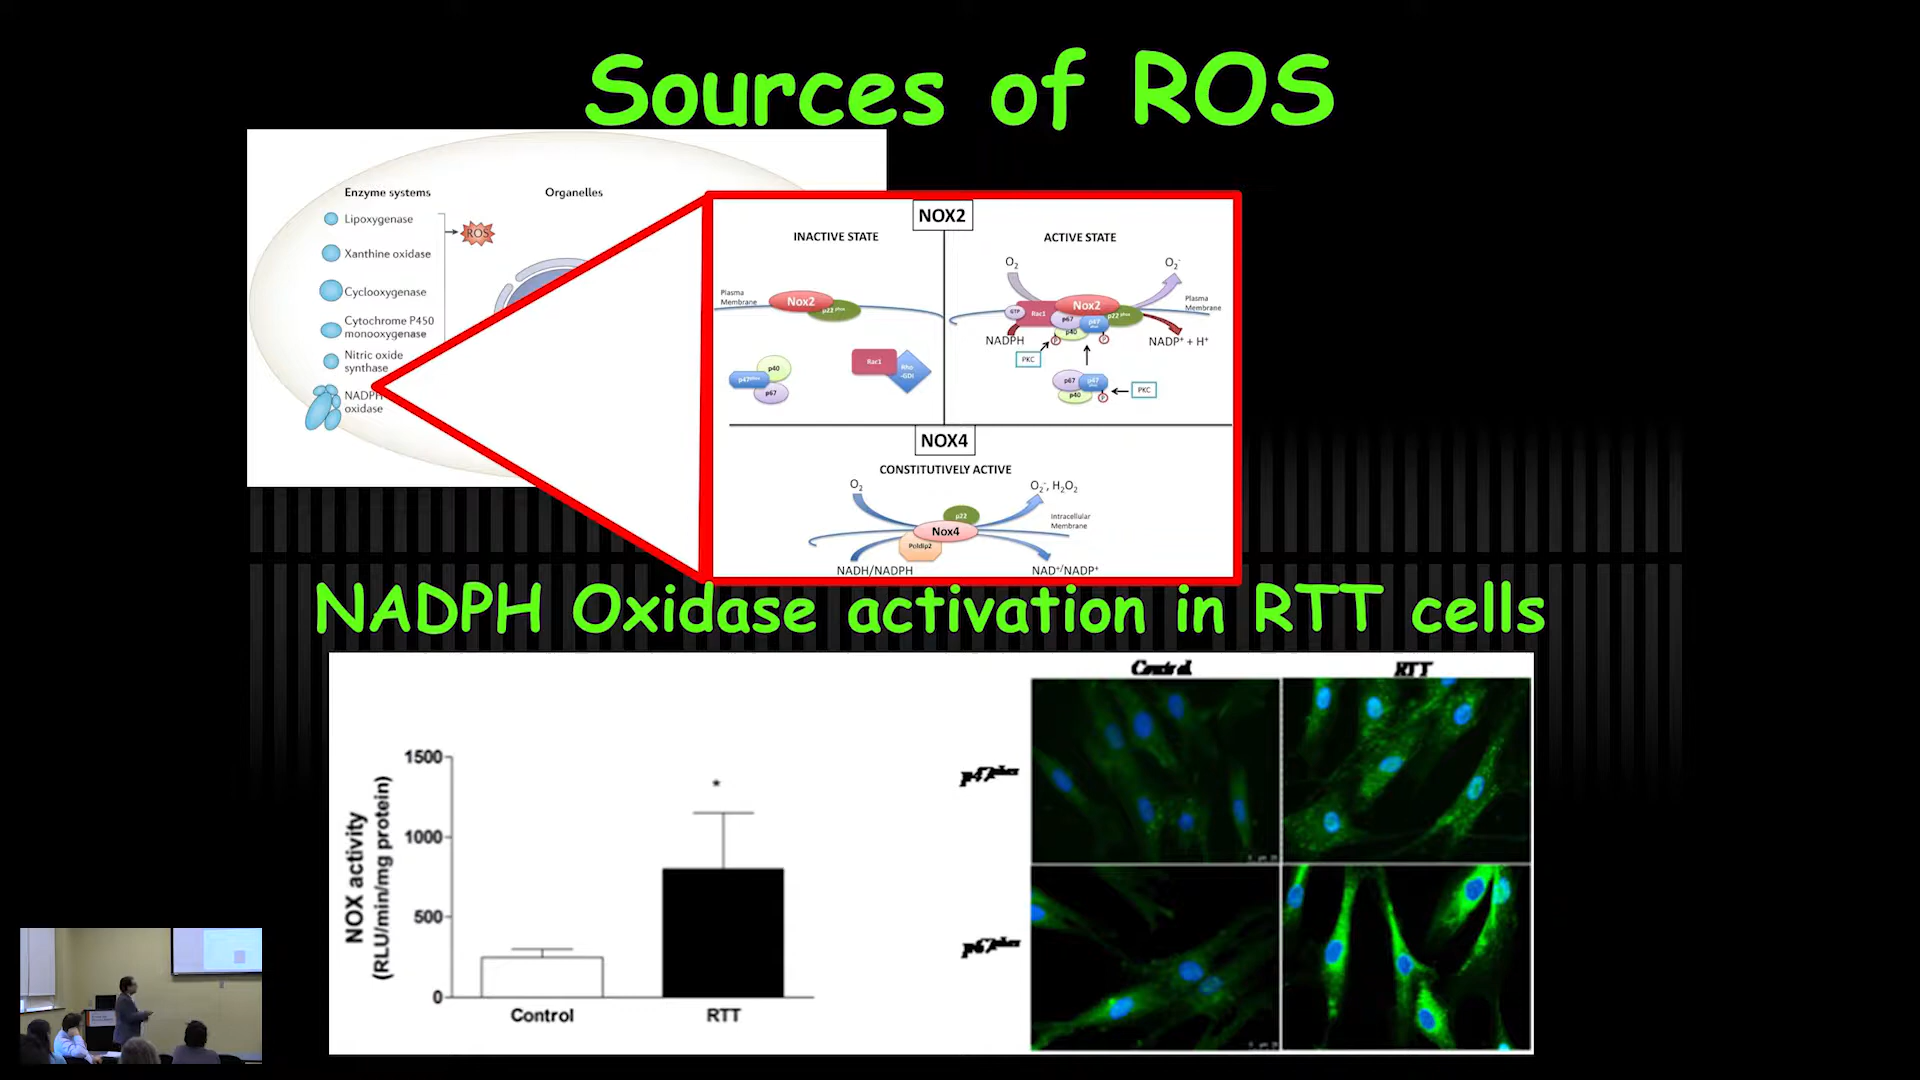 Sources of ROS
Enzyme systems
Organelles
Lipoxygenase
ROS
Xanthine oxidase
Cyclooxygenase
Cytochrome P450
monooxygenase
Nitric oxide
synthase
NADPH
oxidase
NOX2
INACTIVE STATE
ACTIVE STATE
O2
O2-
Plasma
Membrane
Nox2
p22 phox
Plasma
Membrane
GTP
Rac1
Nox2
p67
p47 phox
p22 phox
p40
P
P
NADPH
NADP+ + H+
PKC
p40
p47phox
p67
Rac1
Rho
-GDI
p67
p47 phox
p40
P
PKC
NOX4
CONSTITUTIVELY ACTIVE
O2
O2-, H2O2
p22
Nox4
Poldip2
Intracellular
Membrane
NADH/NADPH
NAD+/NADP+
NADPH Oxidase activation in RTT cells
Control
RTT
p47phox
p67phox
NOX activity
(RLU/min/mg protein)
1500
1000
500
0
*
Control
RTT